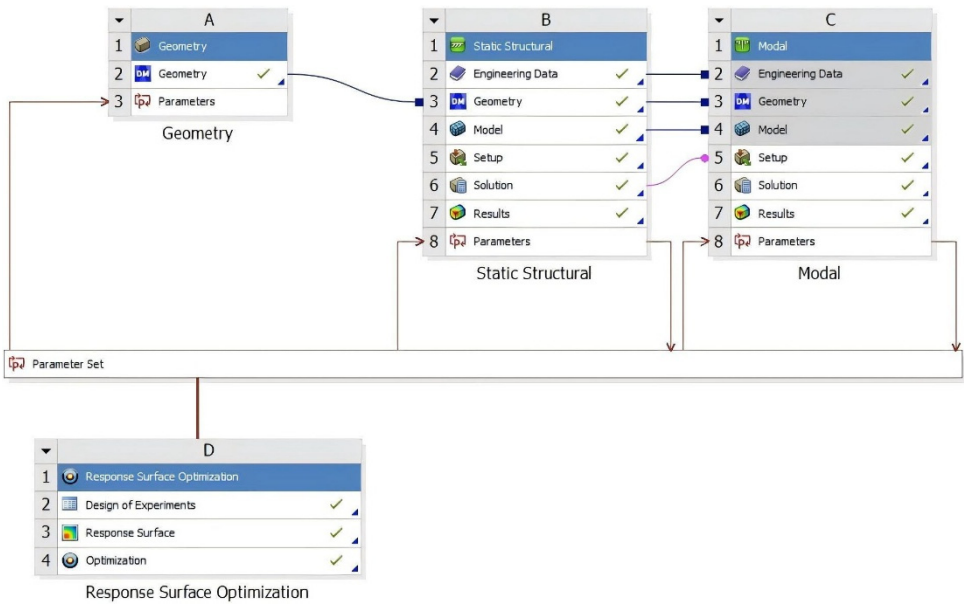 A
1 Geometry
2 DM Geometry
3 Parameters
Geometry
B
1 Static Structural
2 Engineering Data
3 DM Geometry
4 Model
5 Setup
6 Solution
7 Results
8 Parameters
Static Structural
C
1 Modal
2 Engineering Data
3 DM Geometry
4 Model
5 Setup
6 Solution
7 Results
8 Parameters
Modal
Parameter Set
D
1 Response Surface Optimization
2 Design of Experiments
3 Response Surface
4 Optimization
Response Surface Optimization